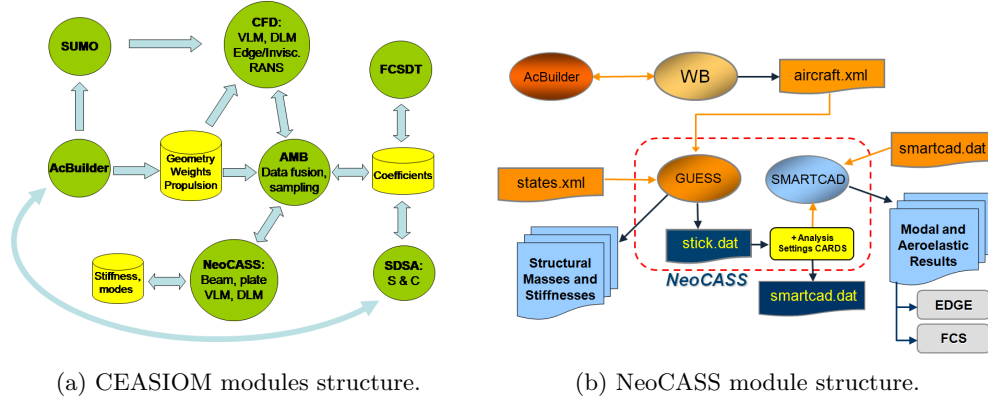 SUMO
CFD:
VLM, DLM
Edge/Invisc.
RANS
FCSDT
AcBuilder
Geometry
Weights
Propulsion
AMB
Data fusion,
sampling
Coefficients
Stiffness,
modes
NeoCASS:
Beam, plate
VLM, DLM
SDSA:
S & C
(a) CEASIOM modules structure.
AcBuilder
WB
aircraft.xml
smartcad.dat
states.xml
GUESS
SMARTCAD
stick.dat
+ Analysis
Settings CARDS
Structural
Masses and
Stiffnesses
NeoCASS
smartcad.dat
Modal and
Aeroelastic
Results
EDGE
FCS
(b) NeoCASS module structure.